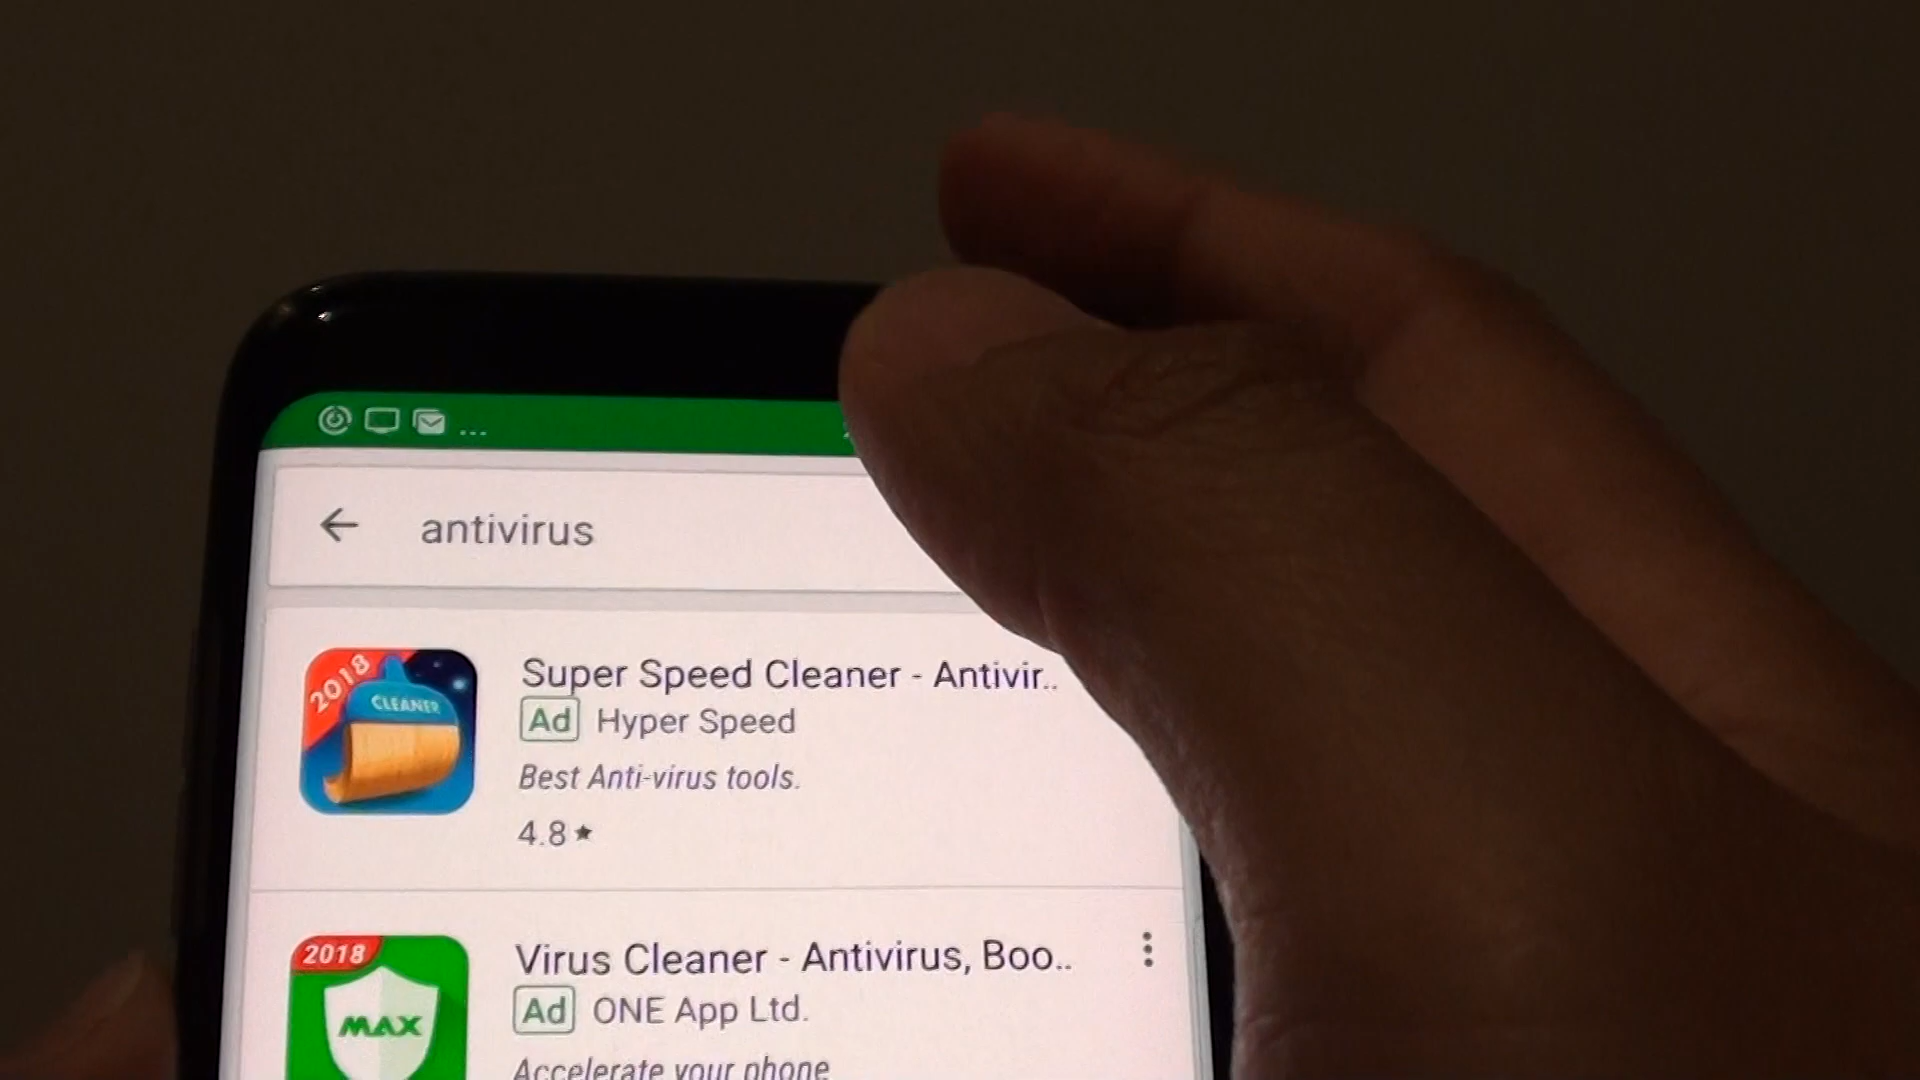 antivirus
2018
CLEANER
Super Speed Cleaner - Antivir..
Ad Hyper Speed
Best Anti-virus tools.
4.8★
2018
MAX
Virus Cleaner - Antivirus, Boo..
Ad ONE App Ltd.
Accelerate your phone